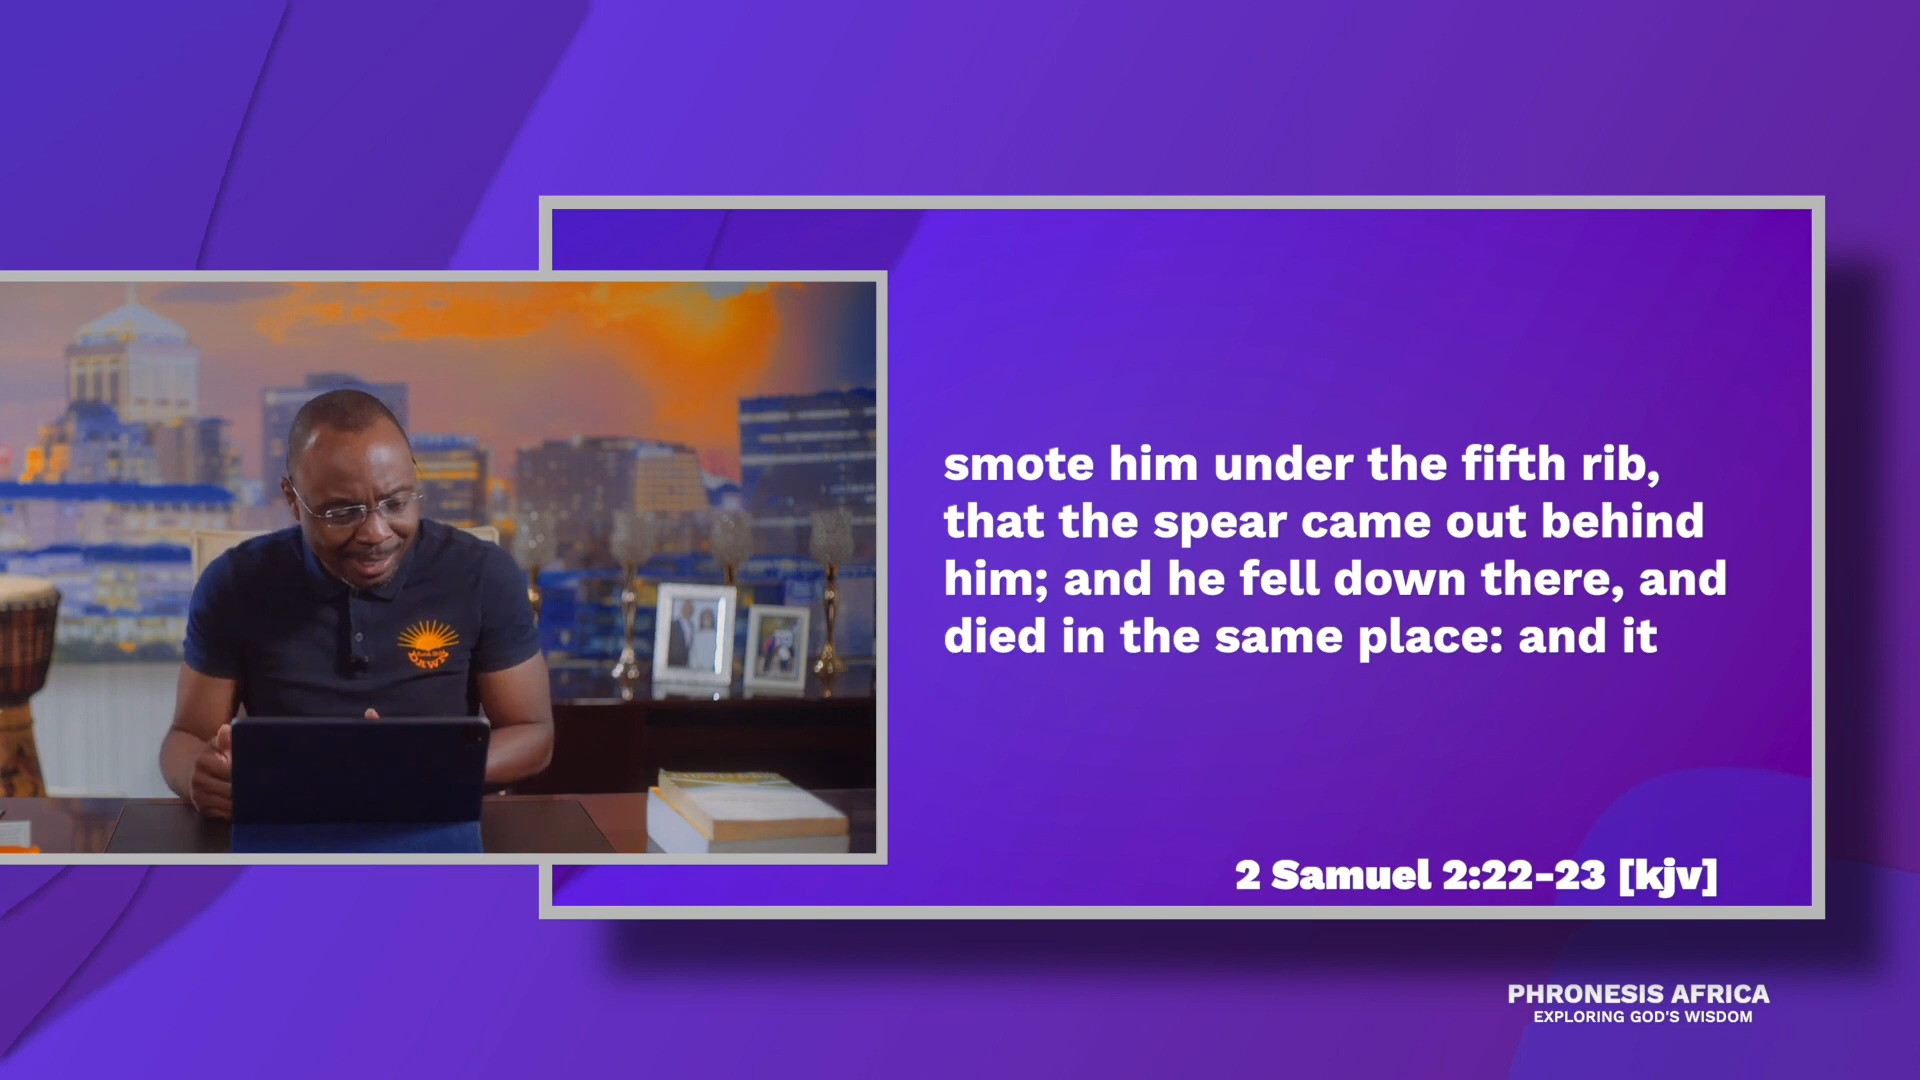 smote him under the fifth rib,
that the spear came out behind
him; and he fell down there, and
died in the same place: and it
2 Samuel 2:22-23 [kjv]
PHRONESIS AFRICA
EXPLORING GOD'S WISDOM
DAWN